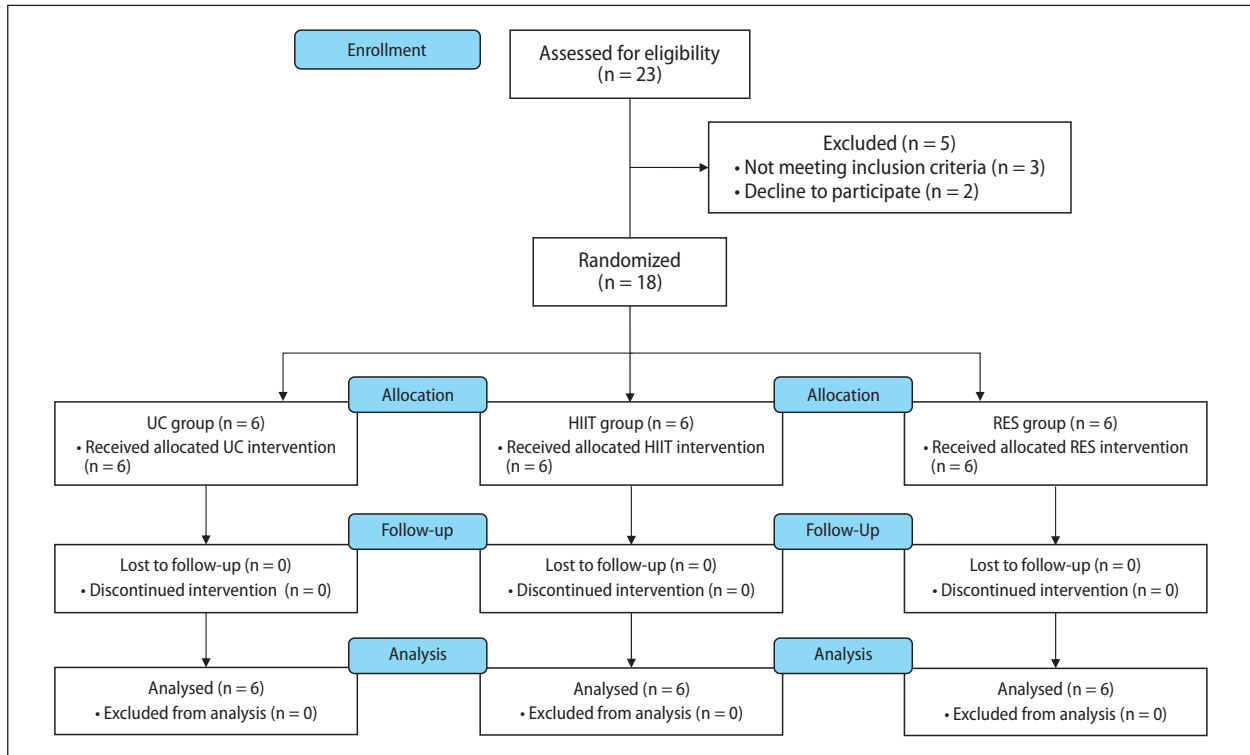 Enrollment
Assessed for eligibility
(n = 23)
Excluded (n = 5)
• Not meeting inclusion criteria (n = 3)
• Decline to participate (n = 2)
Randomized
(n = 18)
Allocation
Allocation
UC group (n = 6)
• Received allocated UC intervention
(n = 6)
HIIT group (n = 6)
• Received allocated HIIT intervention
(n = 6)
RES group (n = 6)
• Received allocated RES intervention
(n = 6)
Follow-up
Follow-Up
Lost to follow-up (n = 0)
• Discontinued intervention (n = 0)
Lost to follow-up (n = 0)
• Discontinued intervention (n = 0)
Lost to follow-up (n = 0)
• Discontinued intervention (n = 0)
Analysis
Analysis
Analysed (n = 6)
• Excluded from analysis (n = 0)
Analysed (n = 6)
• Excluded from analysis (n = 0)
Analysed (n = 6)
• Excluded from analysis (n = 0)